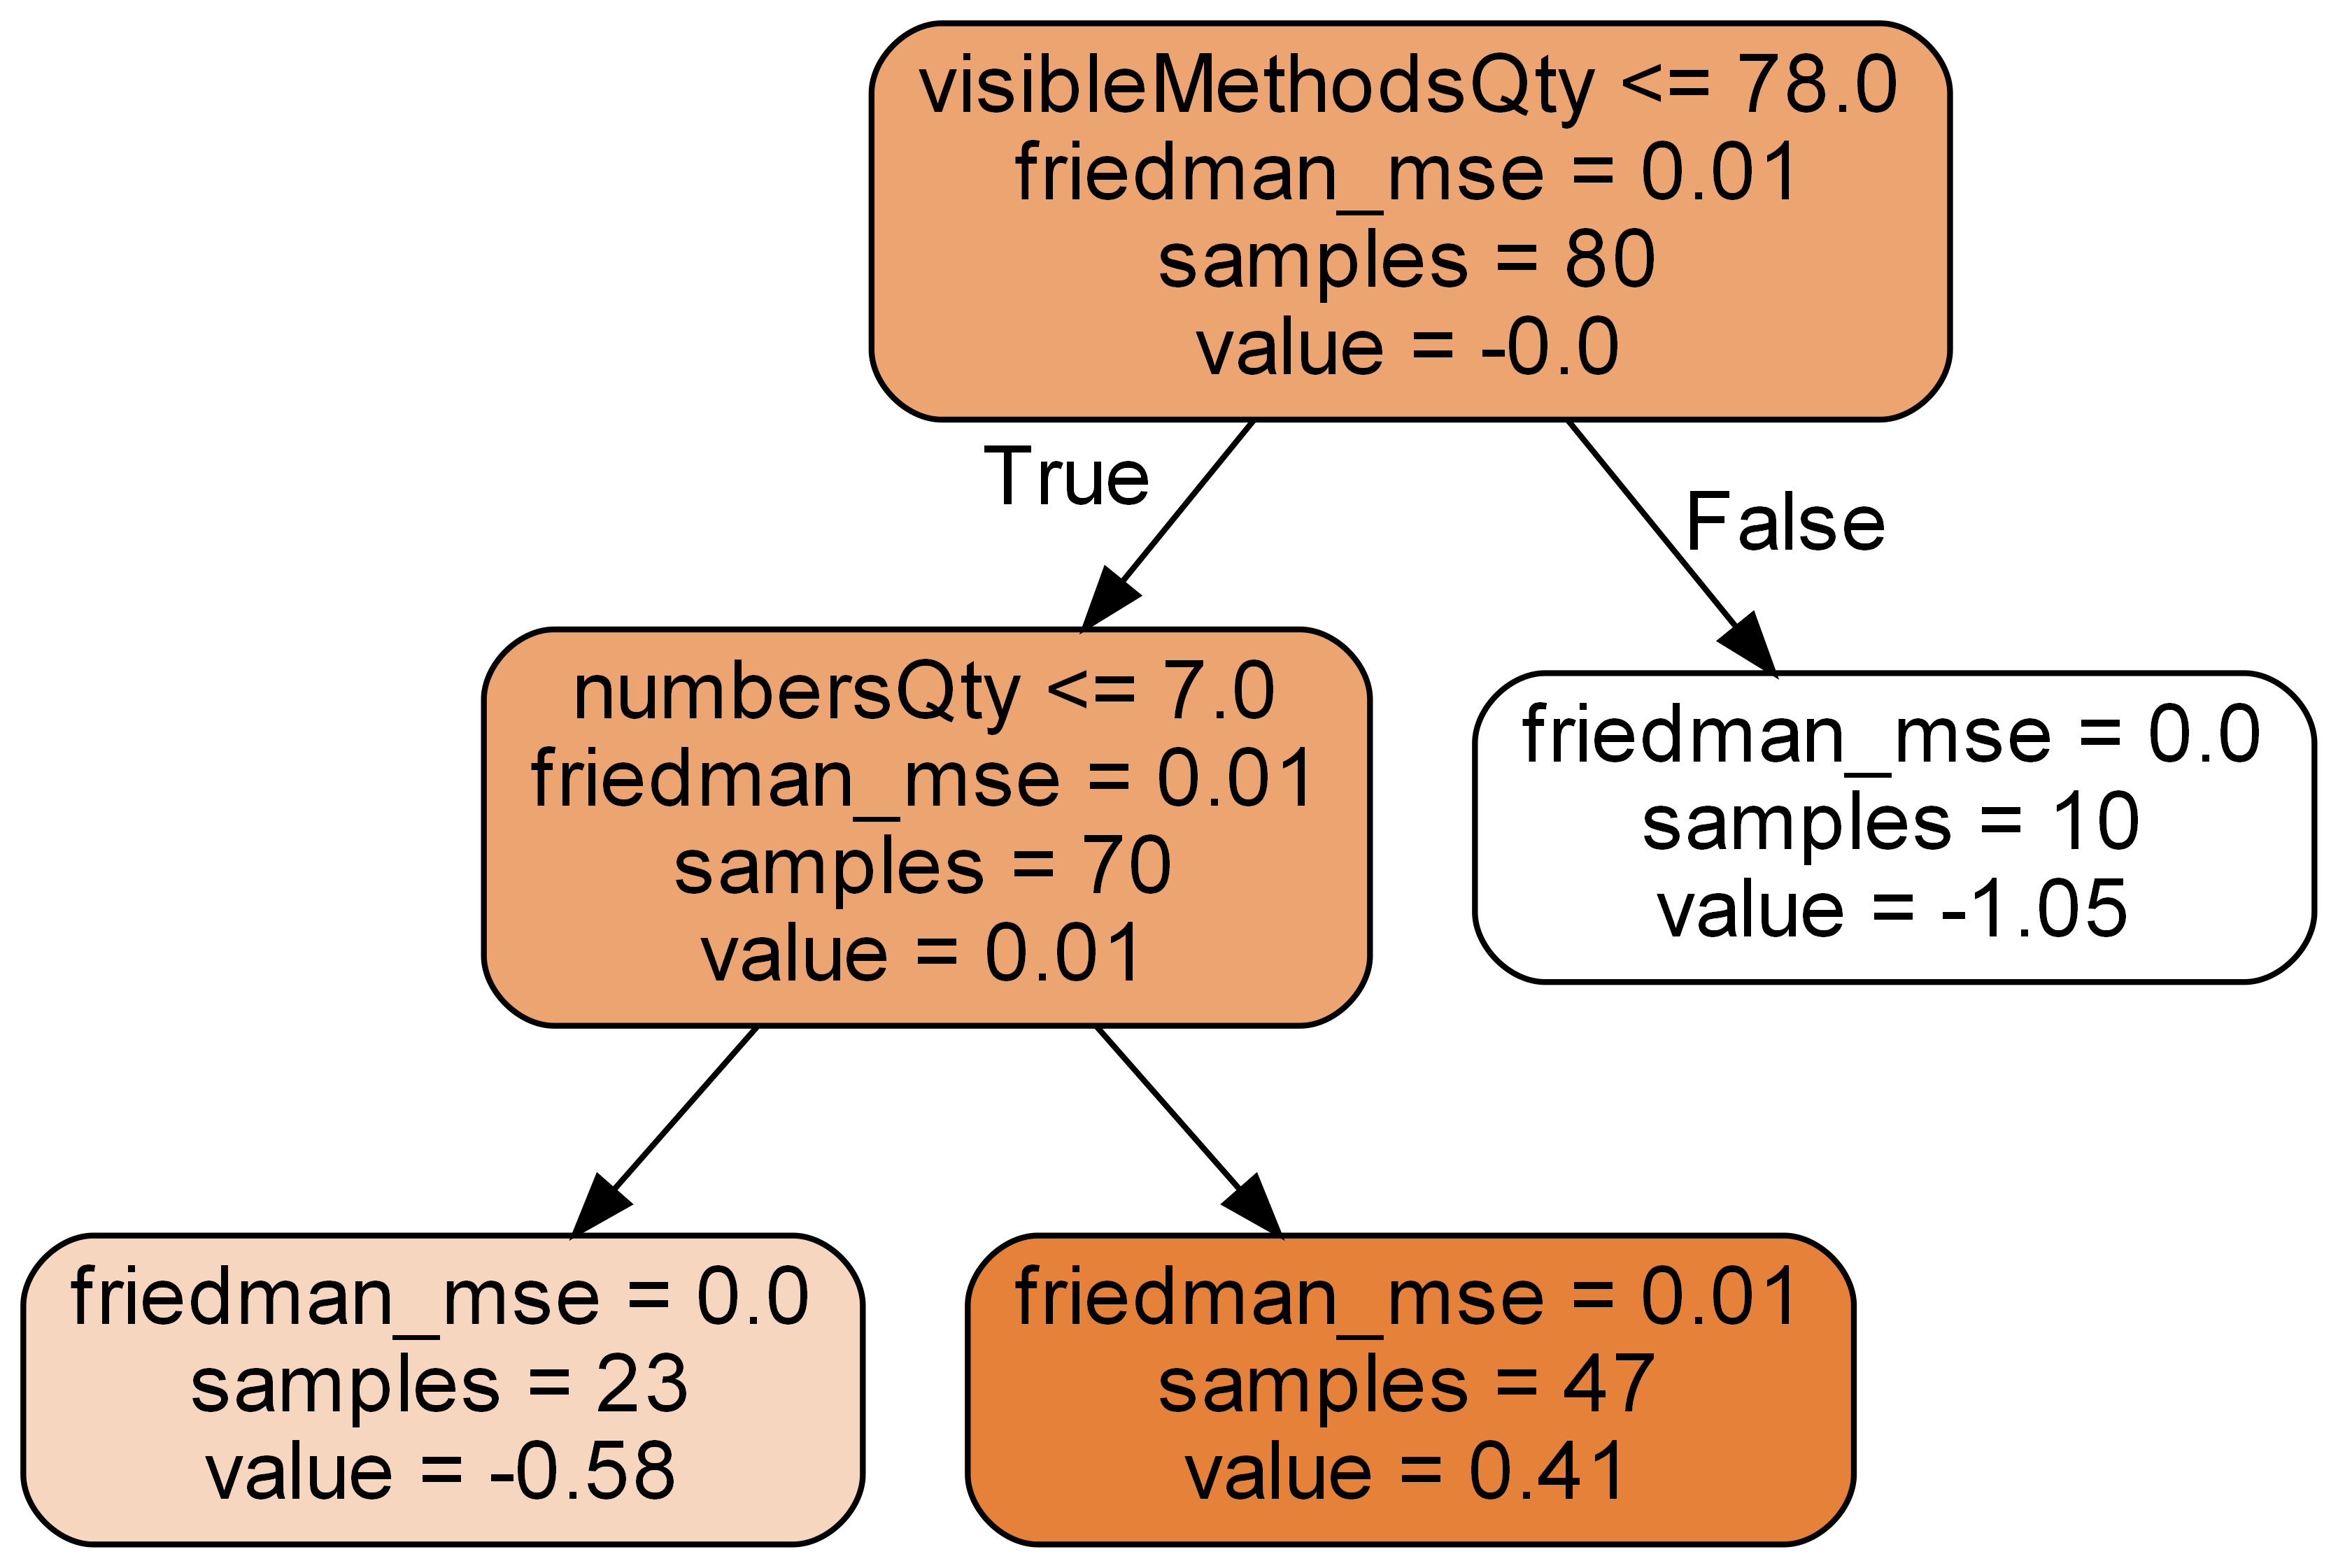 visibleMethodsQty <= 78.0
friedman_mse = 0.01
samples = 80
value = -0.0
True
False
numbersQty <= 7.0
friedman_mse = 0.01
samples = 70
value = 0.01
friedman_mse = 0.0
samples = 10
value = -1.05
friedman_mse = 0.0
samples = 23
value = -0.58
friedman_mse = 0.01
samples = 47
value = 0.41